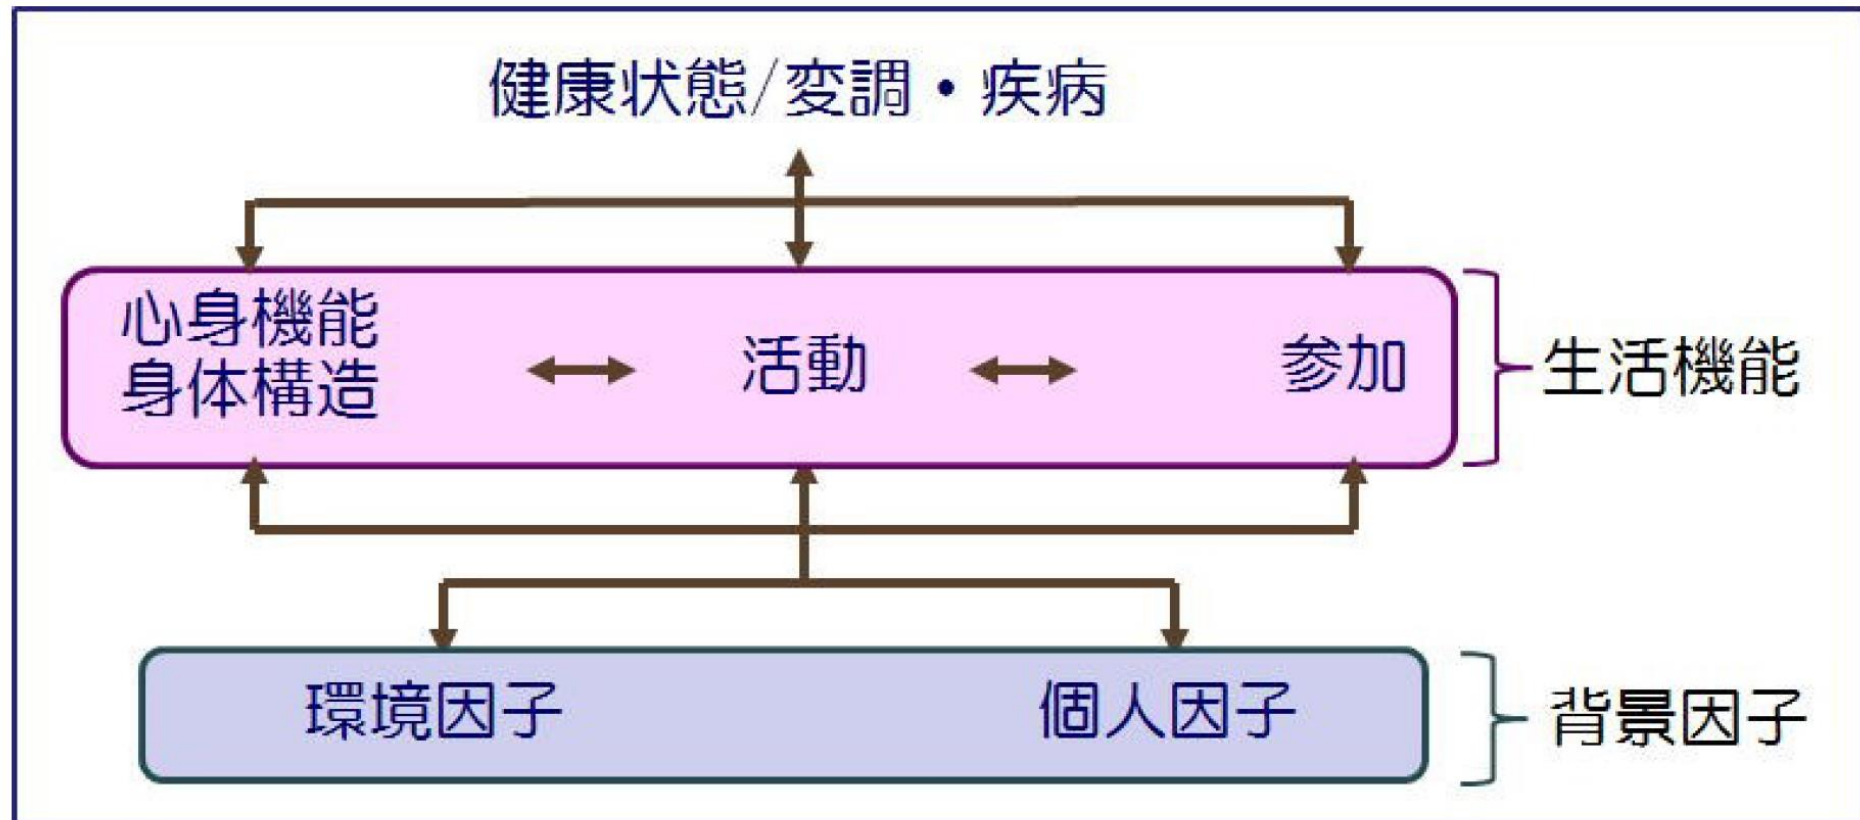 健康状態/変調・疾病
心身機能
身体構造
活動
参加
生活機能
環境因子
個人因子
背景因子